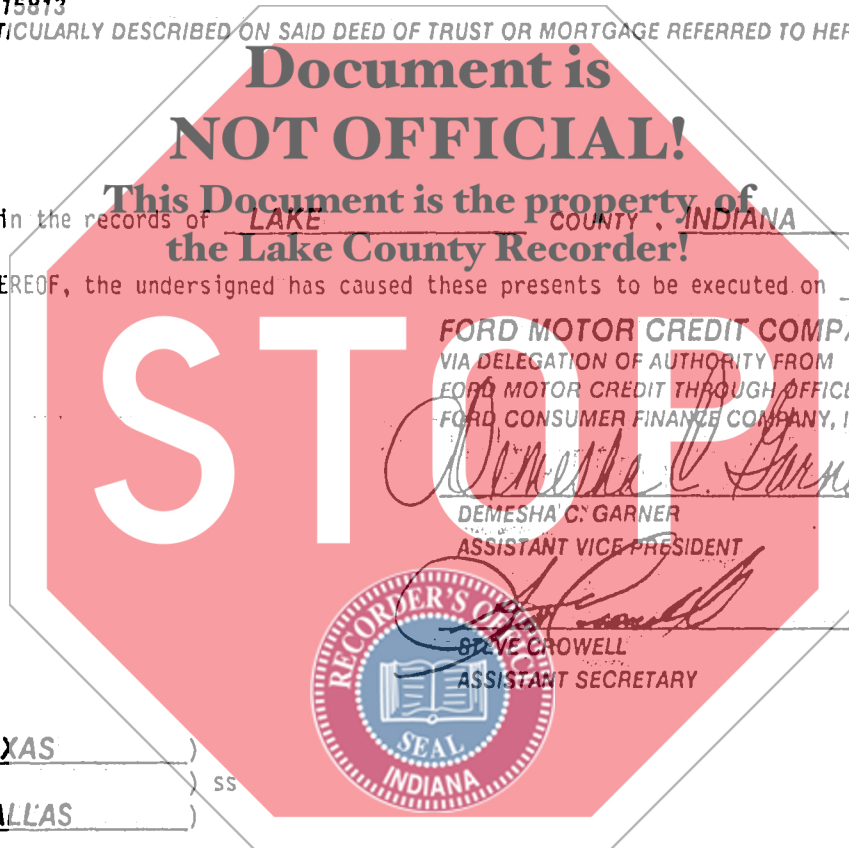 15813
TICULARLY DESCRIBED ON SAID DEED OF TRUST OR MORTGAGE REFERRED TO HER
Document is
NOT OFFICIAL!
This Document is the property of
in the records of LAKE COUNTY, INDIANA
the Lake County Recorder!
EREOF, the undersigned has caused these presents to be executed on
STOP
FORD MOTOR CREDIT COMPA
VIA DELEGATION OF AUTHORITY FROM
FORD MOTOR CREDIT THROUGH OFFICE
FORD CONSUMER FINANCE COMPANY, I
Demesha C. Garne
DEMESHA C. GARNER
ASSISTANT VICE PRESIDENT
STEVE CROWELL
ASSISTANT SECRETARY
RECORDER'S OFFICE
SEAL
INDIANA
XAS )
) ss
ALLAS )